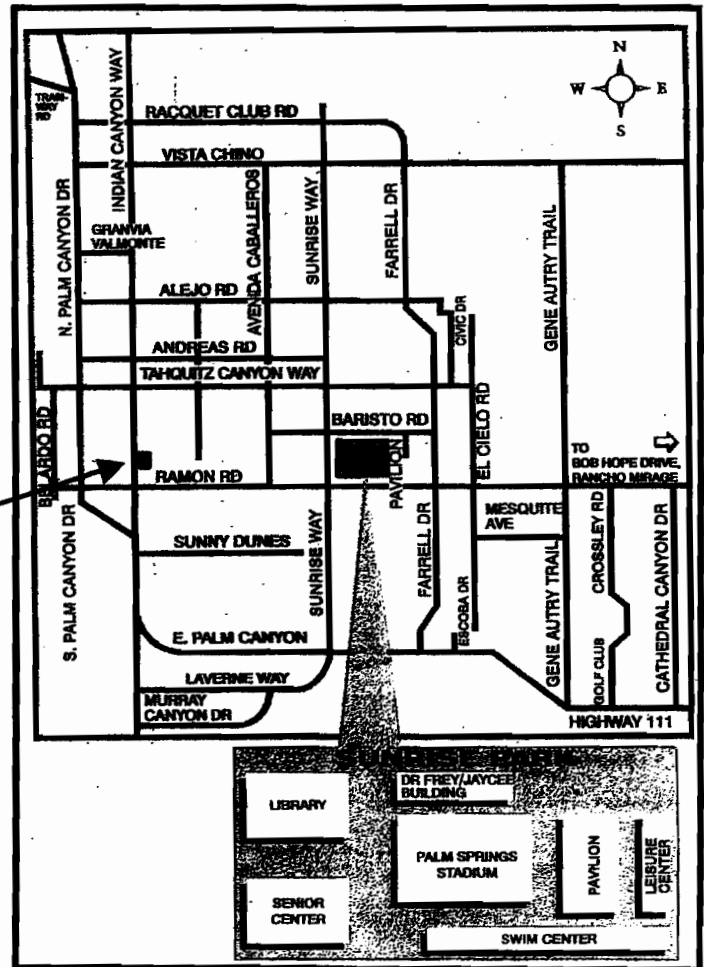 N
W E
S
TRAM-
WAY
RD
INDIAN CANYON WAY
RACQUET CLUB RD
VISTA CHINO
N. PALM CANYON DR
GRANVIA
VALMONTE
AVENIDA CABALLEROS
SUNRISE WAY
FARRELL DR
GENE AUTRY TRAIL
ALEJO RD
CIVIC DR
ANDREAS RD
TAHQUITZ CANYON WAY
BELARDO RD
BARISTO RD
PAVILION
EL CIELO RD
TO
BOB HOPE DRIVE,
RANCHO MIRAGE
RAMON RD
S. PALM CANYON DR
SUNNY DUNES
SUNRISE WAY
FARRELL DR
MESQUITE
AVE
CROSSLEY RD
ESCOBA DR
GENE AUTRY TRAIL
GOLF CLUB
CATHEDRAL CANYON DR
E. PALM CANYON
LAVERNE WAY
MURRAY
CANYON DR
HIGHWAY 111
SUNRISE PARK
LIBRARY
DR FREY/JAYCEE
BUILDING
PALM SPRINGS
STADIUM
PAVILION
LEISURE
CENTER
SENIOR
CENTER
SWIM CENTER